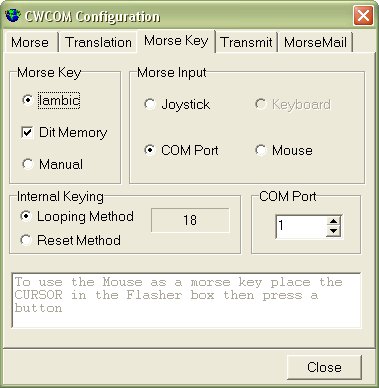 CWCOM Configuration
Morse Translation Morse Key Transmit MorseMail
Morse Key
Iambic
Dit Memory
Manual
Morse Input
Joystick Keyboard
COM Port Mouse
Internal Keying
Looping Method 18
Reset Method
COM Port
1
To use the Mouse as a morse key place the
CURSOR in the Flasher box then press a
button
Close